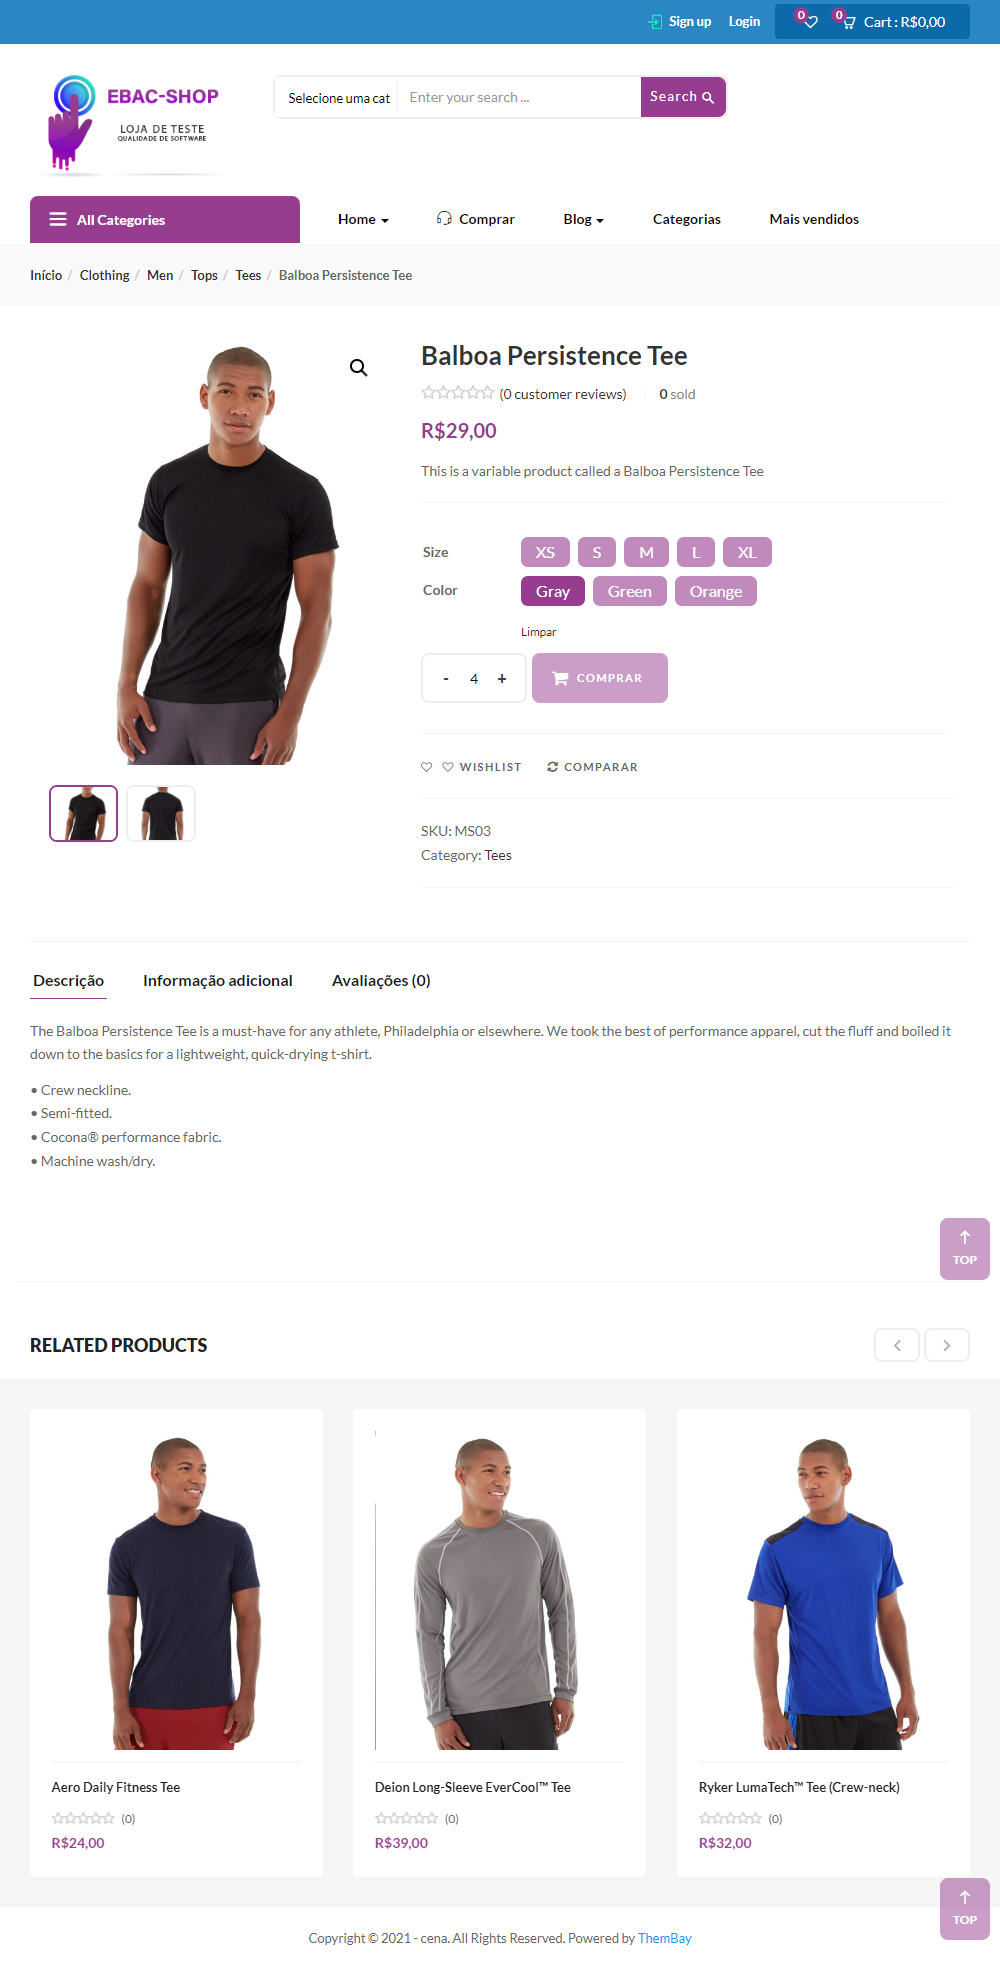 Sign up Login 0 0 Cart : R$0,00
EBAC-SHOP
LOJA DE TESTE
QUALIDADE DE SOFTWARE
Selecione uma cat Enter your search ... Search
All Categories Home Comprar Blog Categorias Mais vendidos
Início / Clothing / Men / Tops / Tees / Balboa Persistence Tee
Balboa Persistence Tee
(0 customer reviews) 0 sold
R$29,00
This is a variable product called a Balboa Persistence Tee
Size XS S M L XL
Color Gray Green Orange
Limpar
- 4 + COMPRAR
WISHLIST COMPARAR
SKU: MS03
Category: Tees
Descrição Informação adicional Avaliações (0)
The Balboa Persistence Tee is a must-have for any athlete, Philadelphia or elsewhere. We took the best of performance apparel, cut the fluff and boiled it
down to the basics for a lightweight, quick-drying t-shirt.
• Crew neckline.
• Semi-fitted.
• Cocona® performance fabric.
• Machine wash/dry.
TOP
RELATED PRODUCTS
Aero Daily Fitness Tee
(0)
R$24,00
Deion Long-Sleeve EverCool™ Tee
(0)
R$39,00
Ryker LumaTech™ Tee (Crew-neck)
(0)
R$32,00
TOP
Copyright © 2021 - cena. All Rights Reserved. Powered by ThemBay